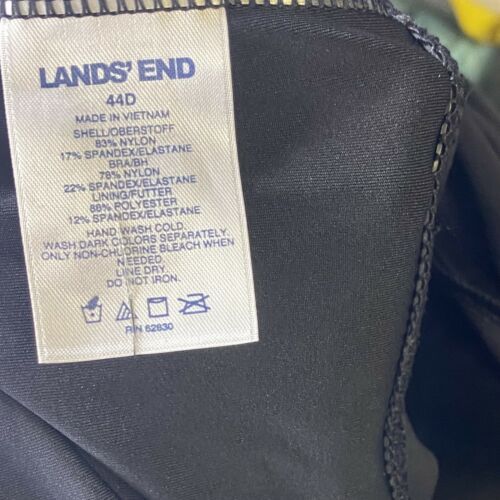 LANDS' END
44D
MADE IN VIETNAM
SHELL/OBERSTOFF
83% NYLON
17% SPANDEX/ELASTANE
BRA/BH
78% NYLON
22% SPANDEX/ELASTANE
LINING/FUTTER
88% POLYESTER
12% SPANDEX/ELASTANE
HAND WASH COLD.
WASH DARK COLORS SEPARATELY.
ONLY NON-CHLORINE BLEACH WHEN
NEEDED.
LINE DRY.
DO NOT IRON.
R/N 62830